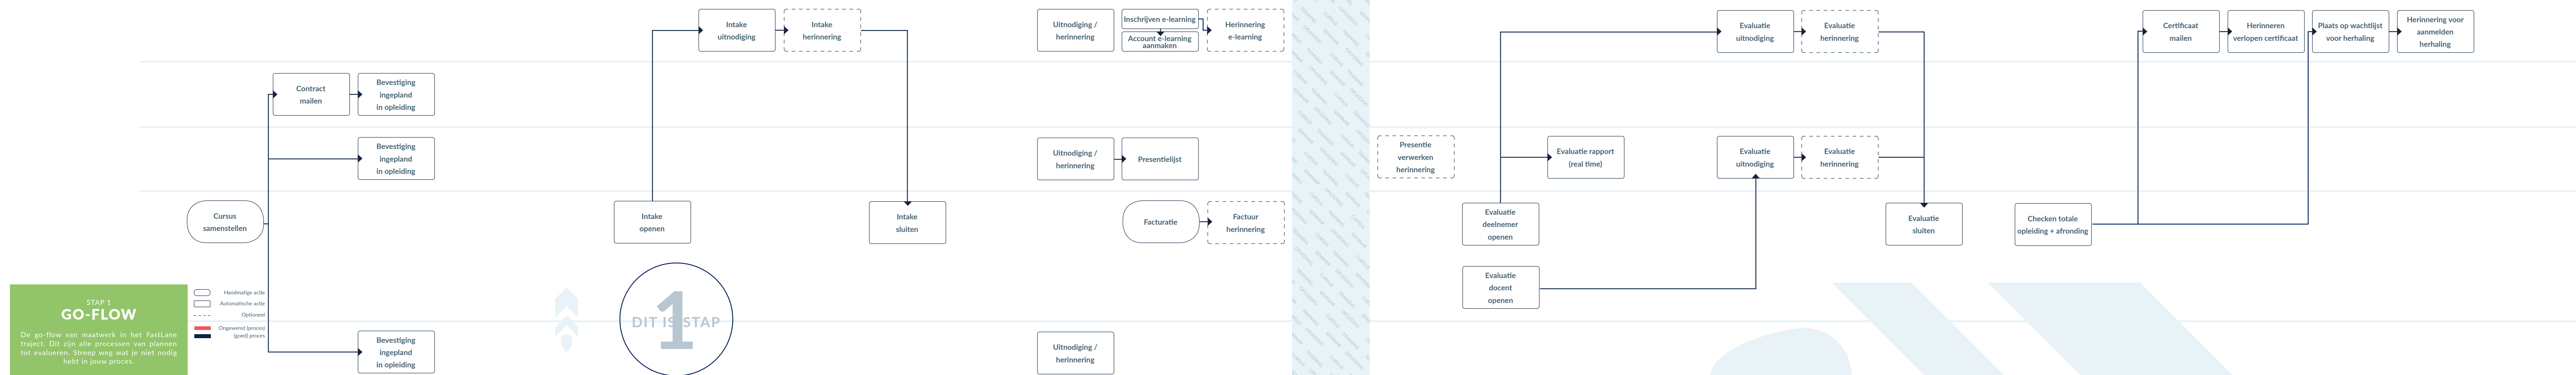 Intake
uitnodiging
Intake
herinnering
Uitnodiging /
herinnering
Inschrijven e-learning
Account e-learning
aanmaken
Herinnering
e-learning
Evaluatie
uitnodiging
Evaluatie
herinnering
Certificaat
mailen
Herinneren
verlopen certificaat
Plaats op wachtlijst
voor herhaling
Herinnering voor
aanmelden
herhaling
Contract
mailen
Bevestiging
ingepland
in opleiding
Bevestiging
ingepland
in opleiding
Uitnodiging /
herinnering
Presentielijst
Presentie
verwerken
herinnering
Evaluatie rapport
(real time)
Evaluatie
uitnodiging
Evaluatie
herinnering
Cursus
samenstellen
Intake
openen
Intake
sluiten
Facturatie
Factuur
herinnering
Evaluatie
deelnemer
openen
Evaluatie
sluiten
Checken totale
opleiding + afronding
Evaluatie
docent
openen
STAP 1
GO-FLOW
De go-flow van maatwerk in het FastLane
traject. Dit zijn alle processen van plannen
tot evalueren. Streep weg wat je niet nodig
hebt in jouw proces.
Handmatige actie
Automatische actie
Optioneel
Ongewenst (proces)
(goed) proces
DIT IS STAP
1
Bevestiging
ingepland
in opleiding
Uitnodiging /
herinnering